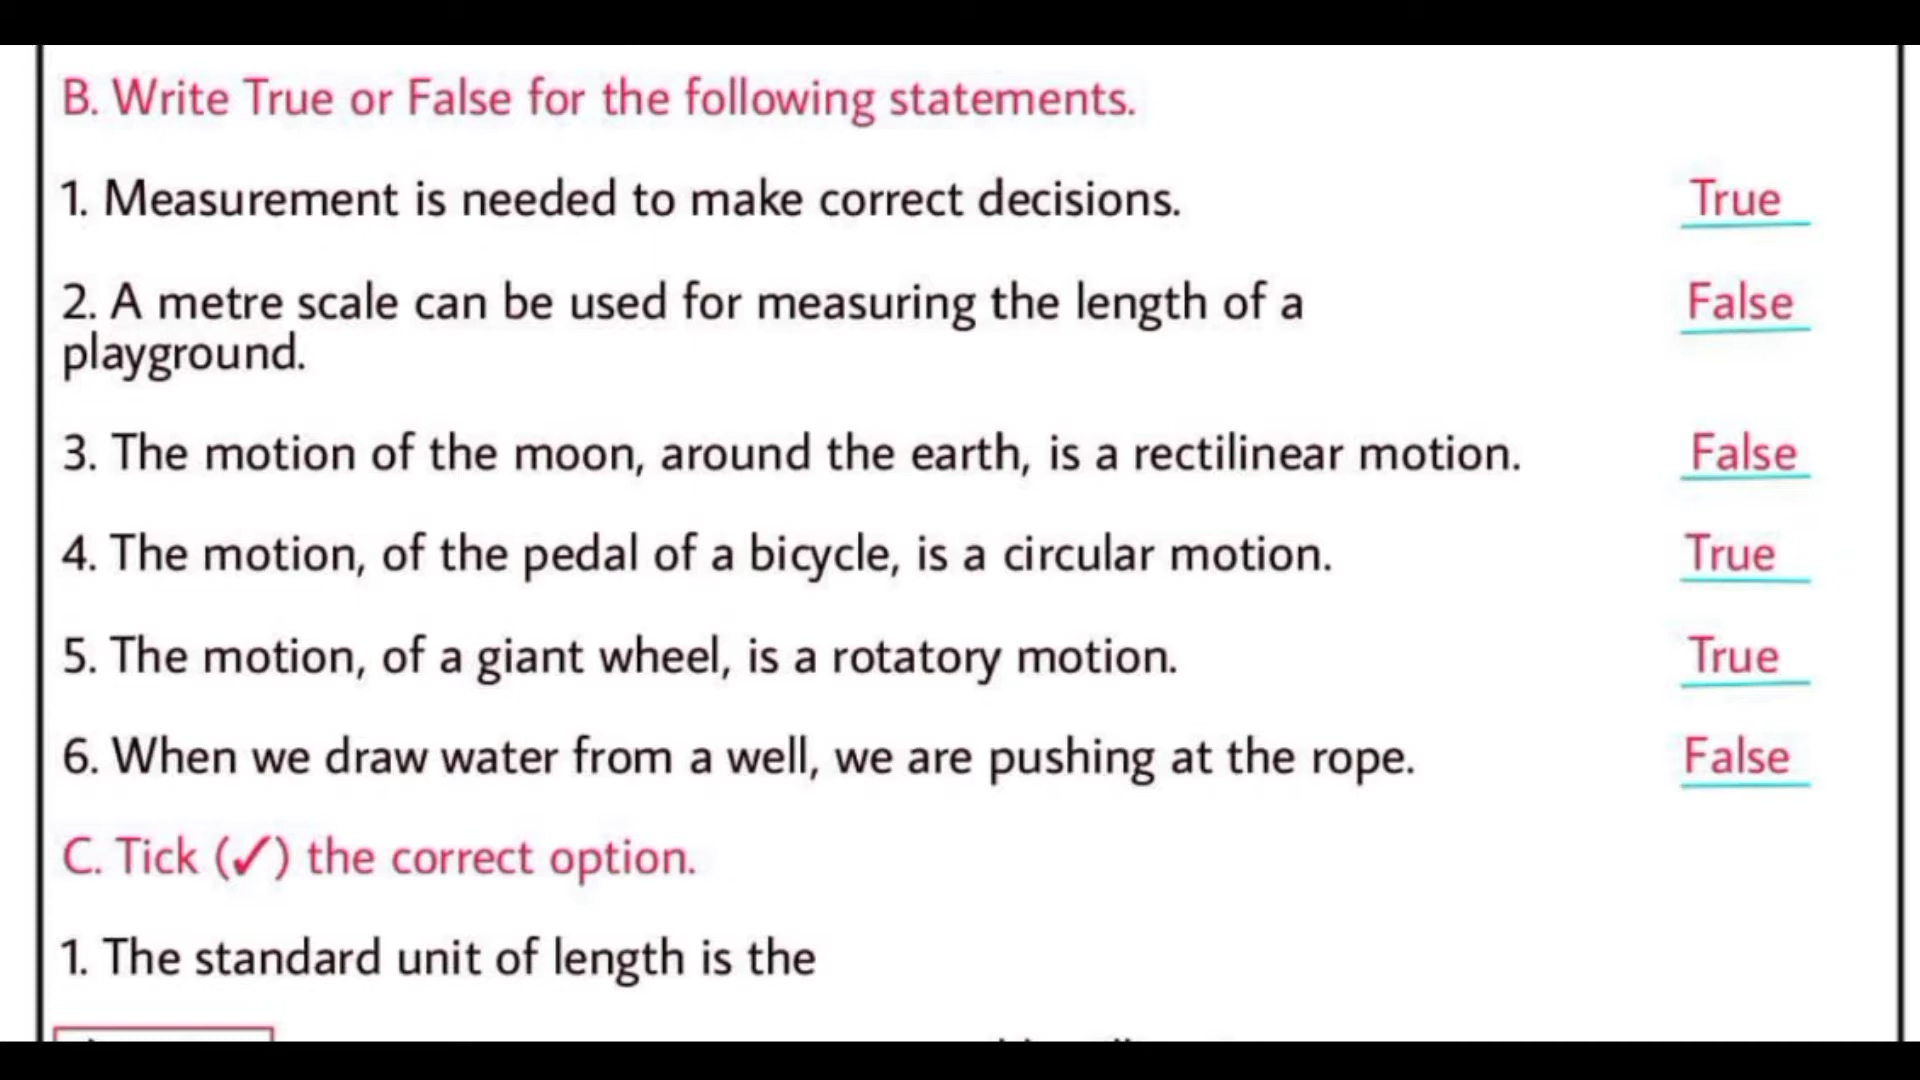 B. Write True or False for the following statements.
1. Measurement is needed to make correct decisions. True
2. A metre scale can be used for measuring the length of a False
playground.
3. The motion of the moon, around the earth, is a rectilinear motion. False
4. The motion, of the pedal of a bicycle, is a circular motion. True
5. The motion, of a giant wheel, is a rotatory motion. True
6. When we draw water from a well, we are pushing at the rope. False
C. Tick (✓) the correct option.
1. The standard unit of length is the